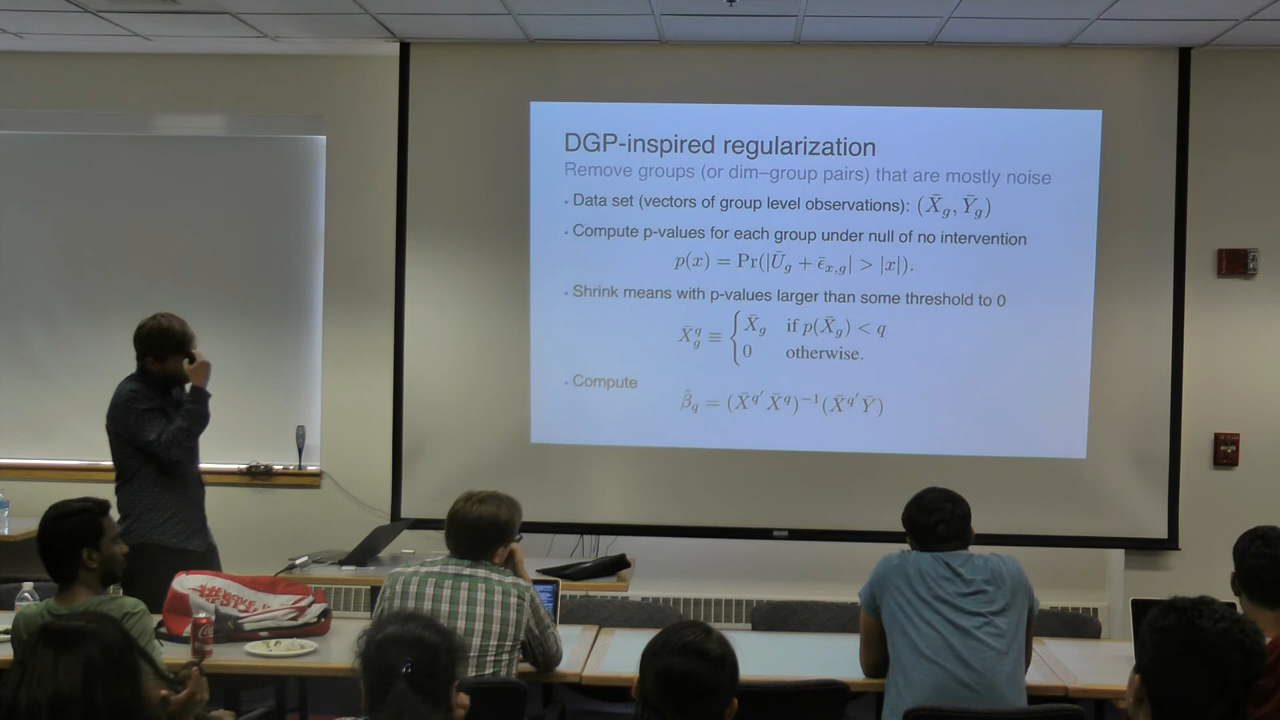 DGP-inspired regularization
Remove groups (or dim–group pairs) that are mostly noise
· Data set (vectors of group level observations): (X̄_g, Ȳ_g)
· Compute p-values for each group under null of no intervention
p(x) = Pr(|Ū_g + ε̄_{x,g}| > |x|).
· Shrink means with p-values larger than some threshold to 0
X̄_g^q ≡ { X̄_g if p(X̄_g) < q
0 otherwise.
· Compute
β̂_q = (X̄^q′ X̄^q)^{-1}(X̄^q′ Ȳ)